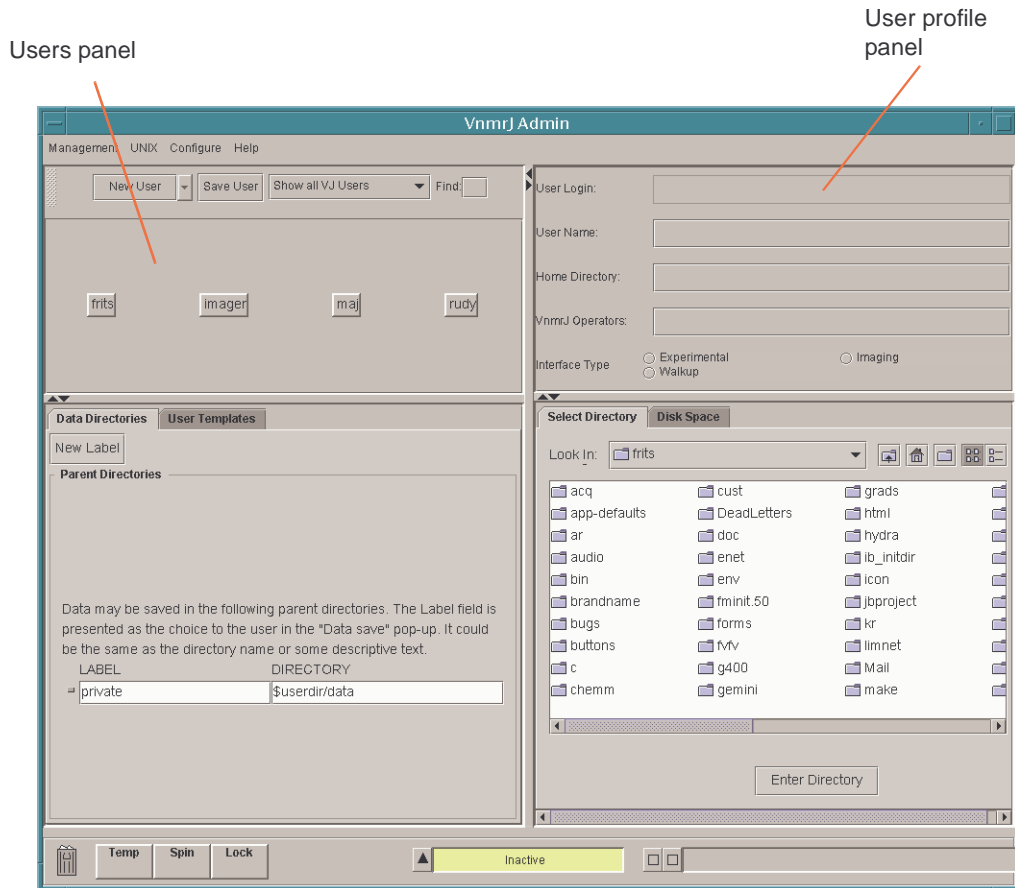 User profile
panel
Users panel
VnmrJ Admin
Management UNIX Configure Help
New User Save User Show all VJ Users Find:
frits imager maj rudy
User Login:
User Name:
Home Directory:
VnmrJ Operators:
Interface Type Experimental Imaging
Walkup
Data Directories User Templates
New Label
Parent Directories
Data may be saved in the following parent directories. The Label field is
presented as the choice to the user in the "Data save" pop-up. It could
be the same as the directory name or some descriptive text.
LABEL DIRECTORY
private $userdir/data
Select Directory Disk Space
Look In: frits
acq cust grads
app-defaults DeadLetters html
ar doc hydra
audio enet ib_initdir
bin env icon
brandname fminit.50 jbproject
bugs forms kr
buttons fvfv limnet
c g400 Mail
chemm gemini make
Enter Directory
Temp Spin Lock Inactive